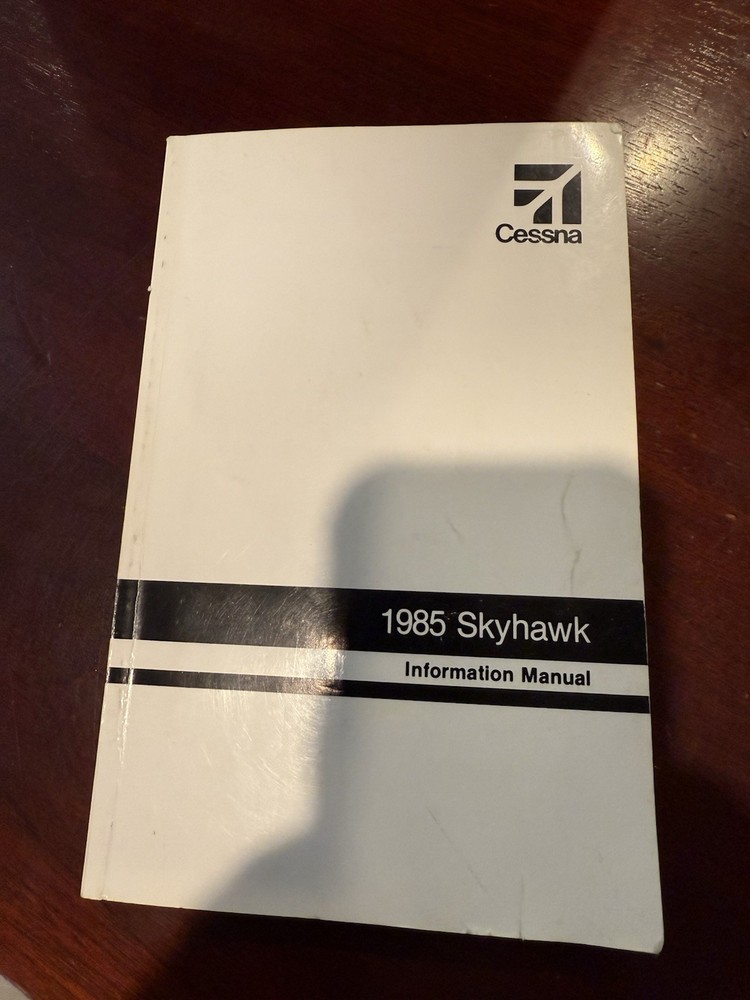 Cessna
1985 Skyhawk
Information Manual